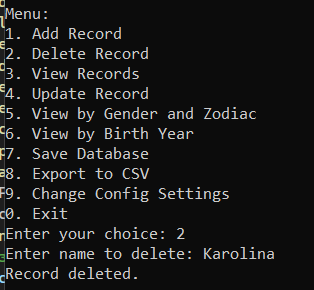 Menu:
1. Add Record
2. Delete Record
3. View Records
4. Update Record
5. View by Gender and Zodiac
6. View by Birth Year
7. Save Database
8. Export to CSV
9. Change Config Settings
0. Exit
Enter your choice: 2
Enter name to delete: Karolina
Record deleted.